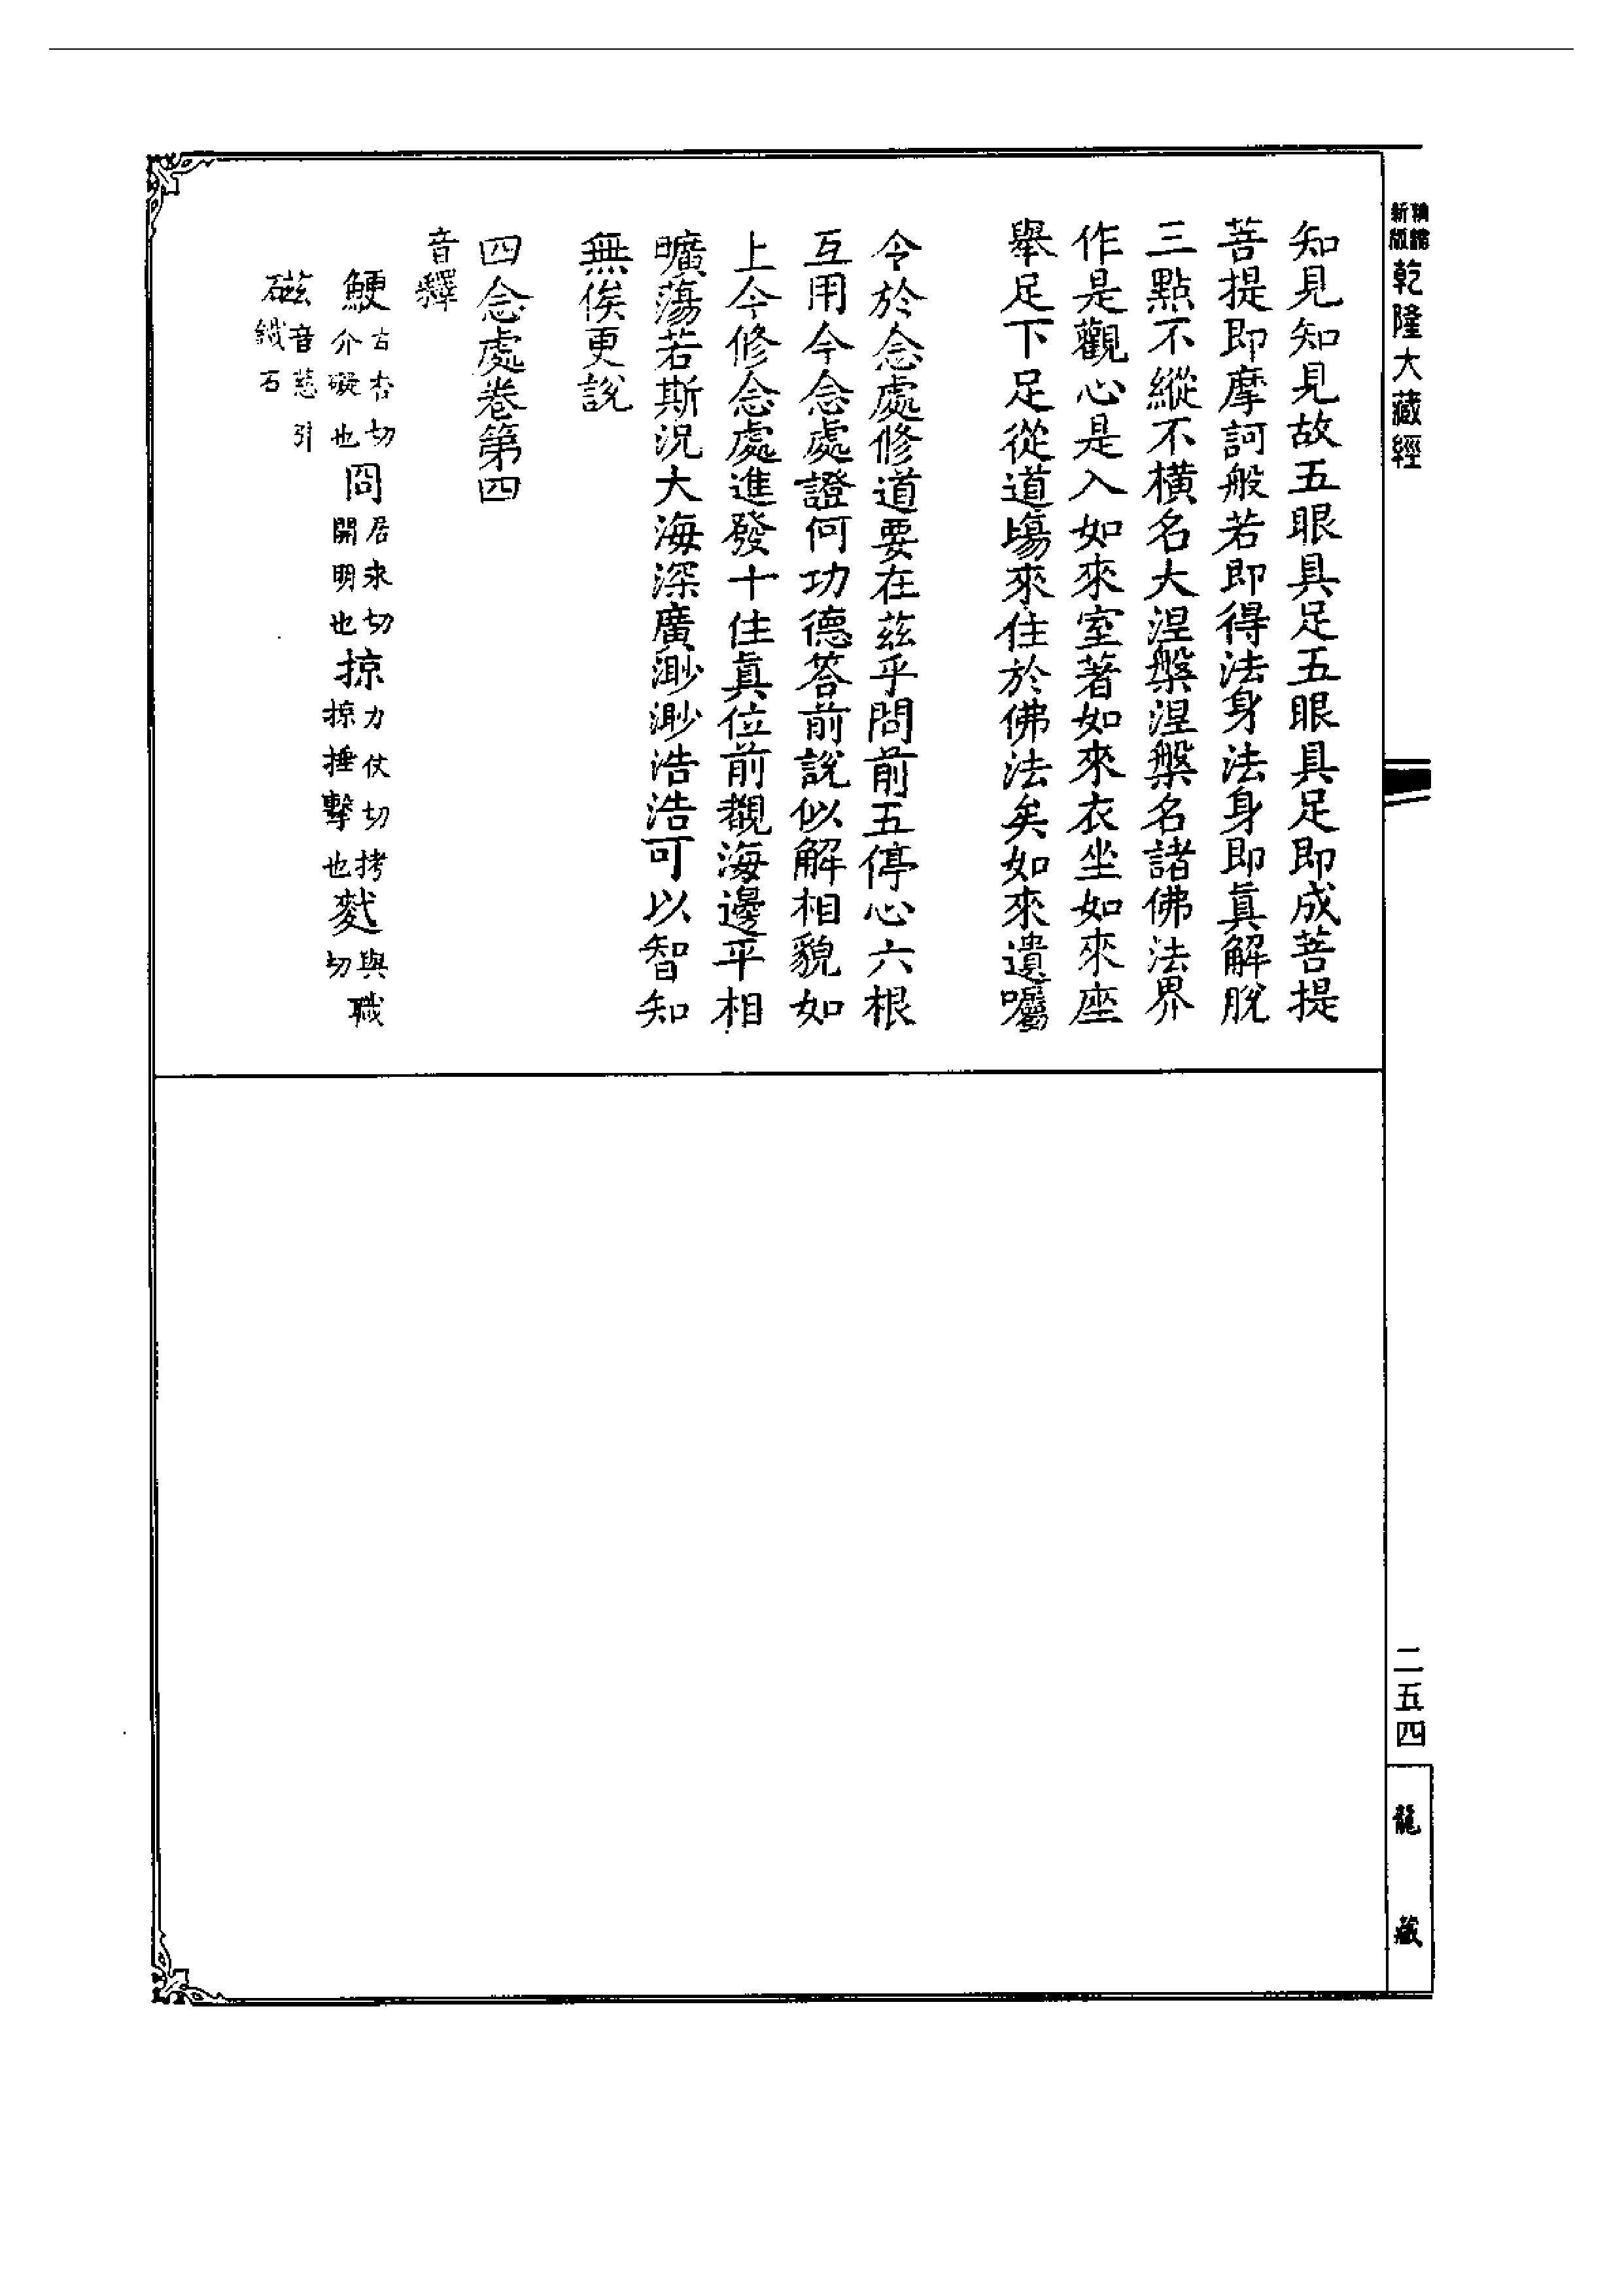 新版 精縮 乾隆大藏經
知見知見故五眼具足五眼具足即成菩提
菩提即摩訶般若即得法身法身即真解脫
三點不縱不橫名大涅槃涅槃名諸佛法界
作是觀心是入如來室著如來衣坐如來座
舉足下足從道場來住於佛法矣如來遺囑
令於念處修道要在茲乎問前五停心六根
互用今念處證何功德答前說似解相貌如
上今修念處進發十住真位前觀海邊平相
曠蕩若斯況大海深廣渺渺浩浩可以智知
無俟更說
四念處卷第四
音釋
鯁古杏切介礙也冏居永切開明也掠力仗切拷掠捶擊也麩與職切
磁音慈引鐵石
二五四
龍藏